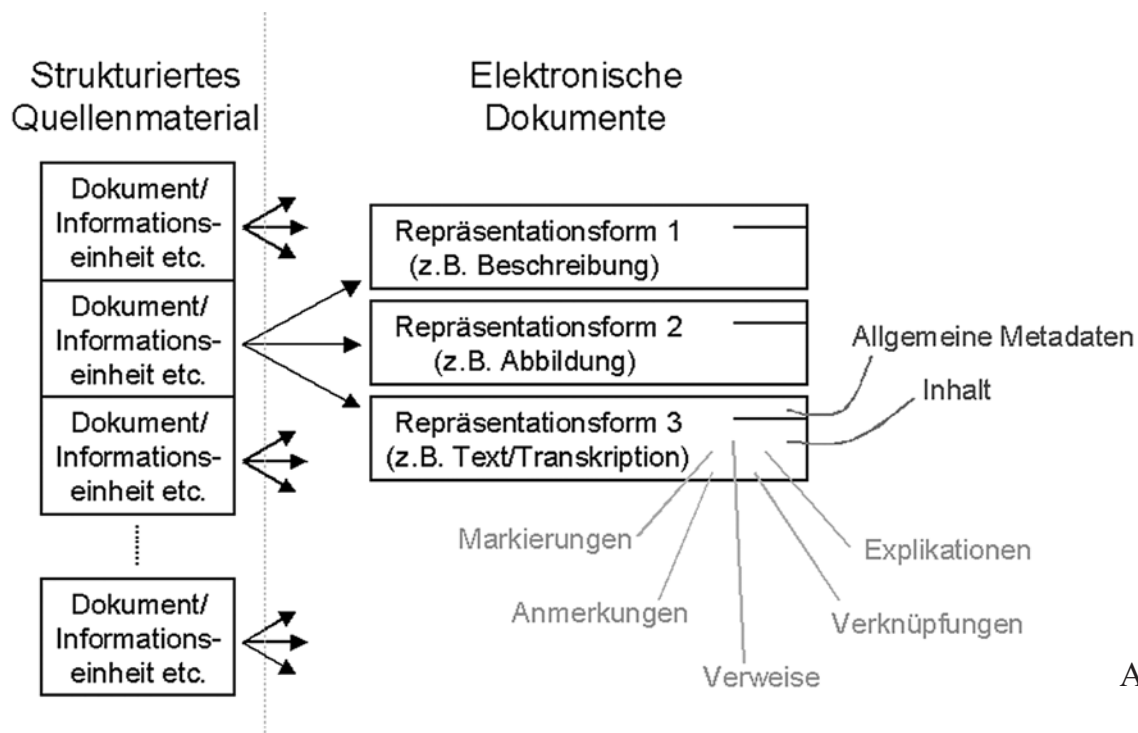 Strukturiertes
Quellenmaterial
Elektronische
Dokumente
Dokument/
Informations-
einheit etc.
Dokument/
Informations-
einheit etc.
Dokument/
Informations-
einheit etc.
Dokument/
Informations-
einheit etc.
Repräsentationsform 1
(z.B. Beschreibung)
Repräsentationsform 2
(z.B. Abbildung)
Repräsentationsform 3
(z.B. Text/Transkription)
Allgemeine Metadaten
Inhalt
Markierungen
Explikationen
Anmerkungen
Verknüpfungen
Verweise
A